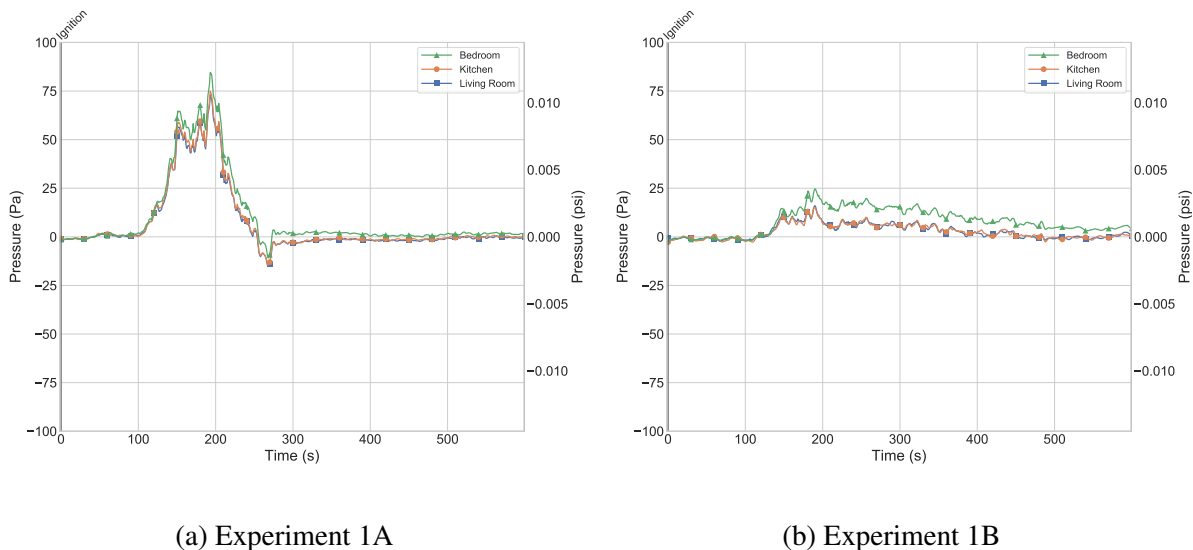 Ignition
100
75
50
25
0
−25
−50
−75
−100
Pressure (Pa)
0 100 200 300 400 500
Time (s)
0.010
0.005
0.000
−0.005
−0.010
Pressure (psi)
Bedroom
Kitchen
Living Room
(a) Experiment 1A
Ignition
100
75
50
25
0
−25
−50
−75
−100
Pressure (Pa)
0 100 200 300 400 500
Time (s)
0.010
0.005
0.000
−0.005
−0.010
Pressure (psi)
Bedroom
Kitchen
Living Room
(b) Experiment 1B